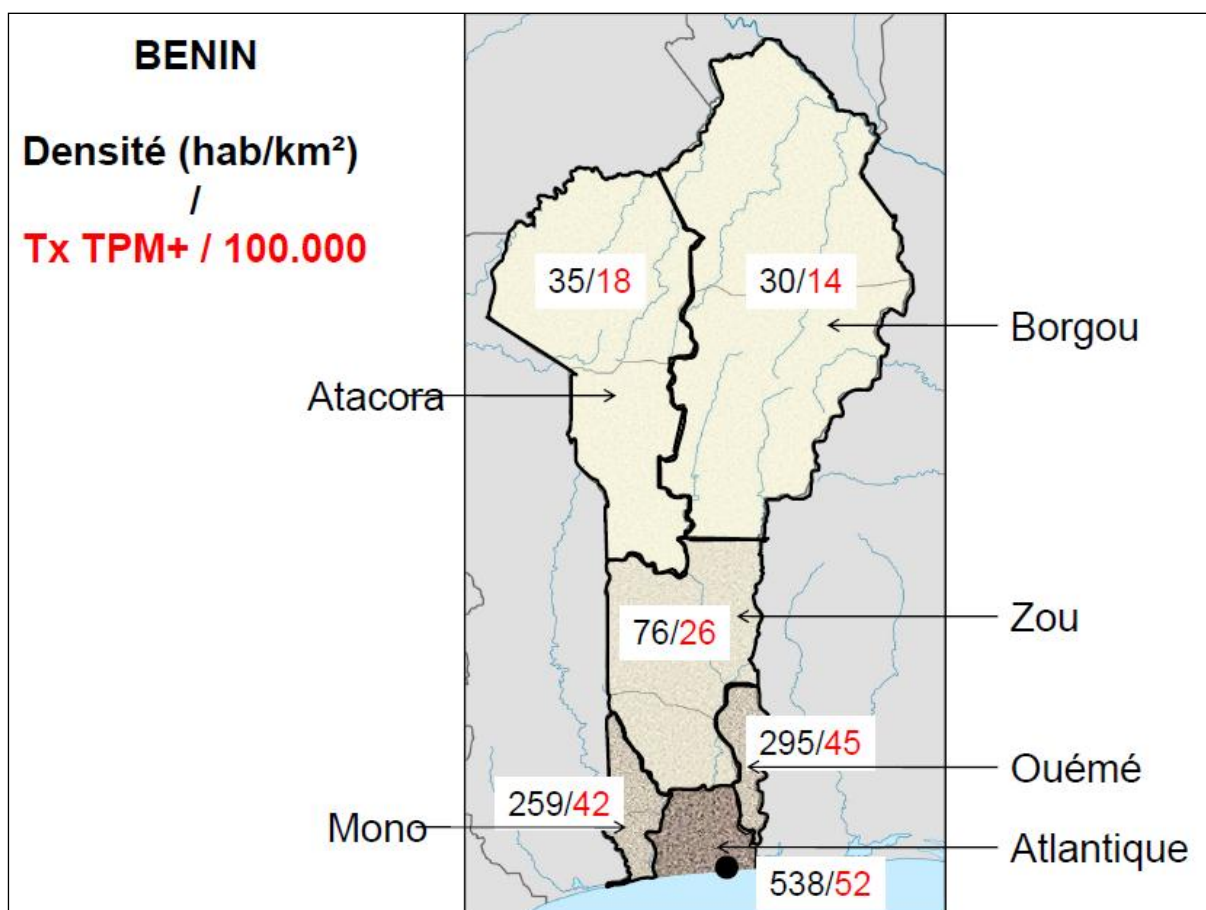 BENIN
Densité (hab/km²)
/
Tx TPM+ / 100.000
35/18
30/14
Borgou
Atacora
76/26
Zou
295/45
Ouémé
259/42
Mono
Atlantique
538/52